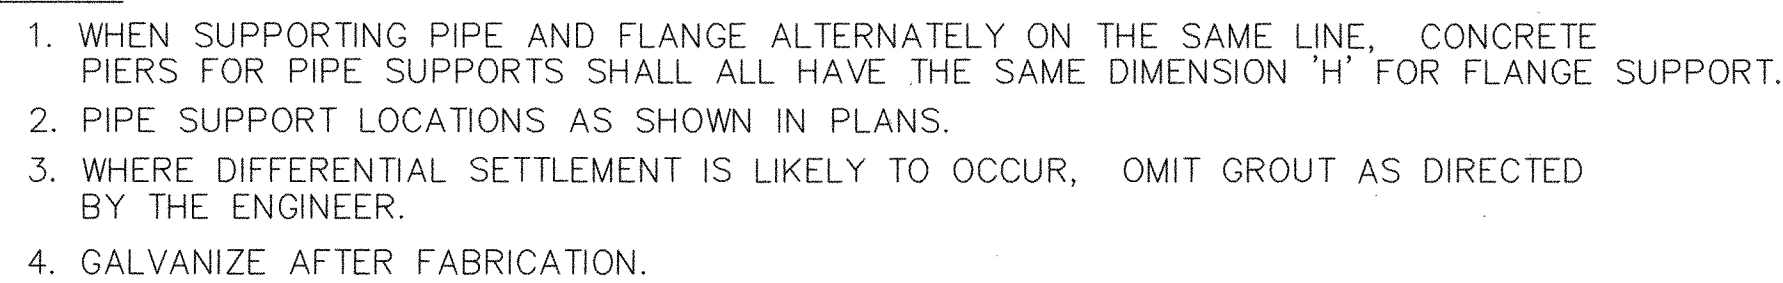 1. WHEN SUPPORTING PIPE AND FLANGE ALTERNATELY ON THE SAME LINE, CONCRETE
PIERS FOR PIPE SUPPORTS SHALL ALL HAVE THE SAME DIMENSION 'H' FOR FLANGE SUPPORT.
2. PIPE SUPPORT LOCATIONS AS SHOWN IN PLANS.
3. WHERE DIFFERENTIAL SETTLEMENT IS LIKELY TO OCCUR, OMIT GROUT AS DIRECTED
BY THE ENGINEER.
4. GALVANIZE AFTER FABRICATION.